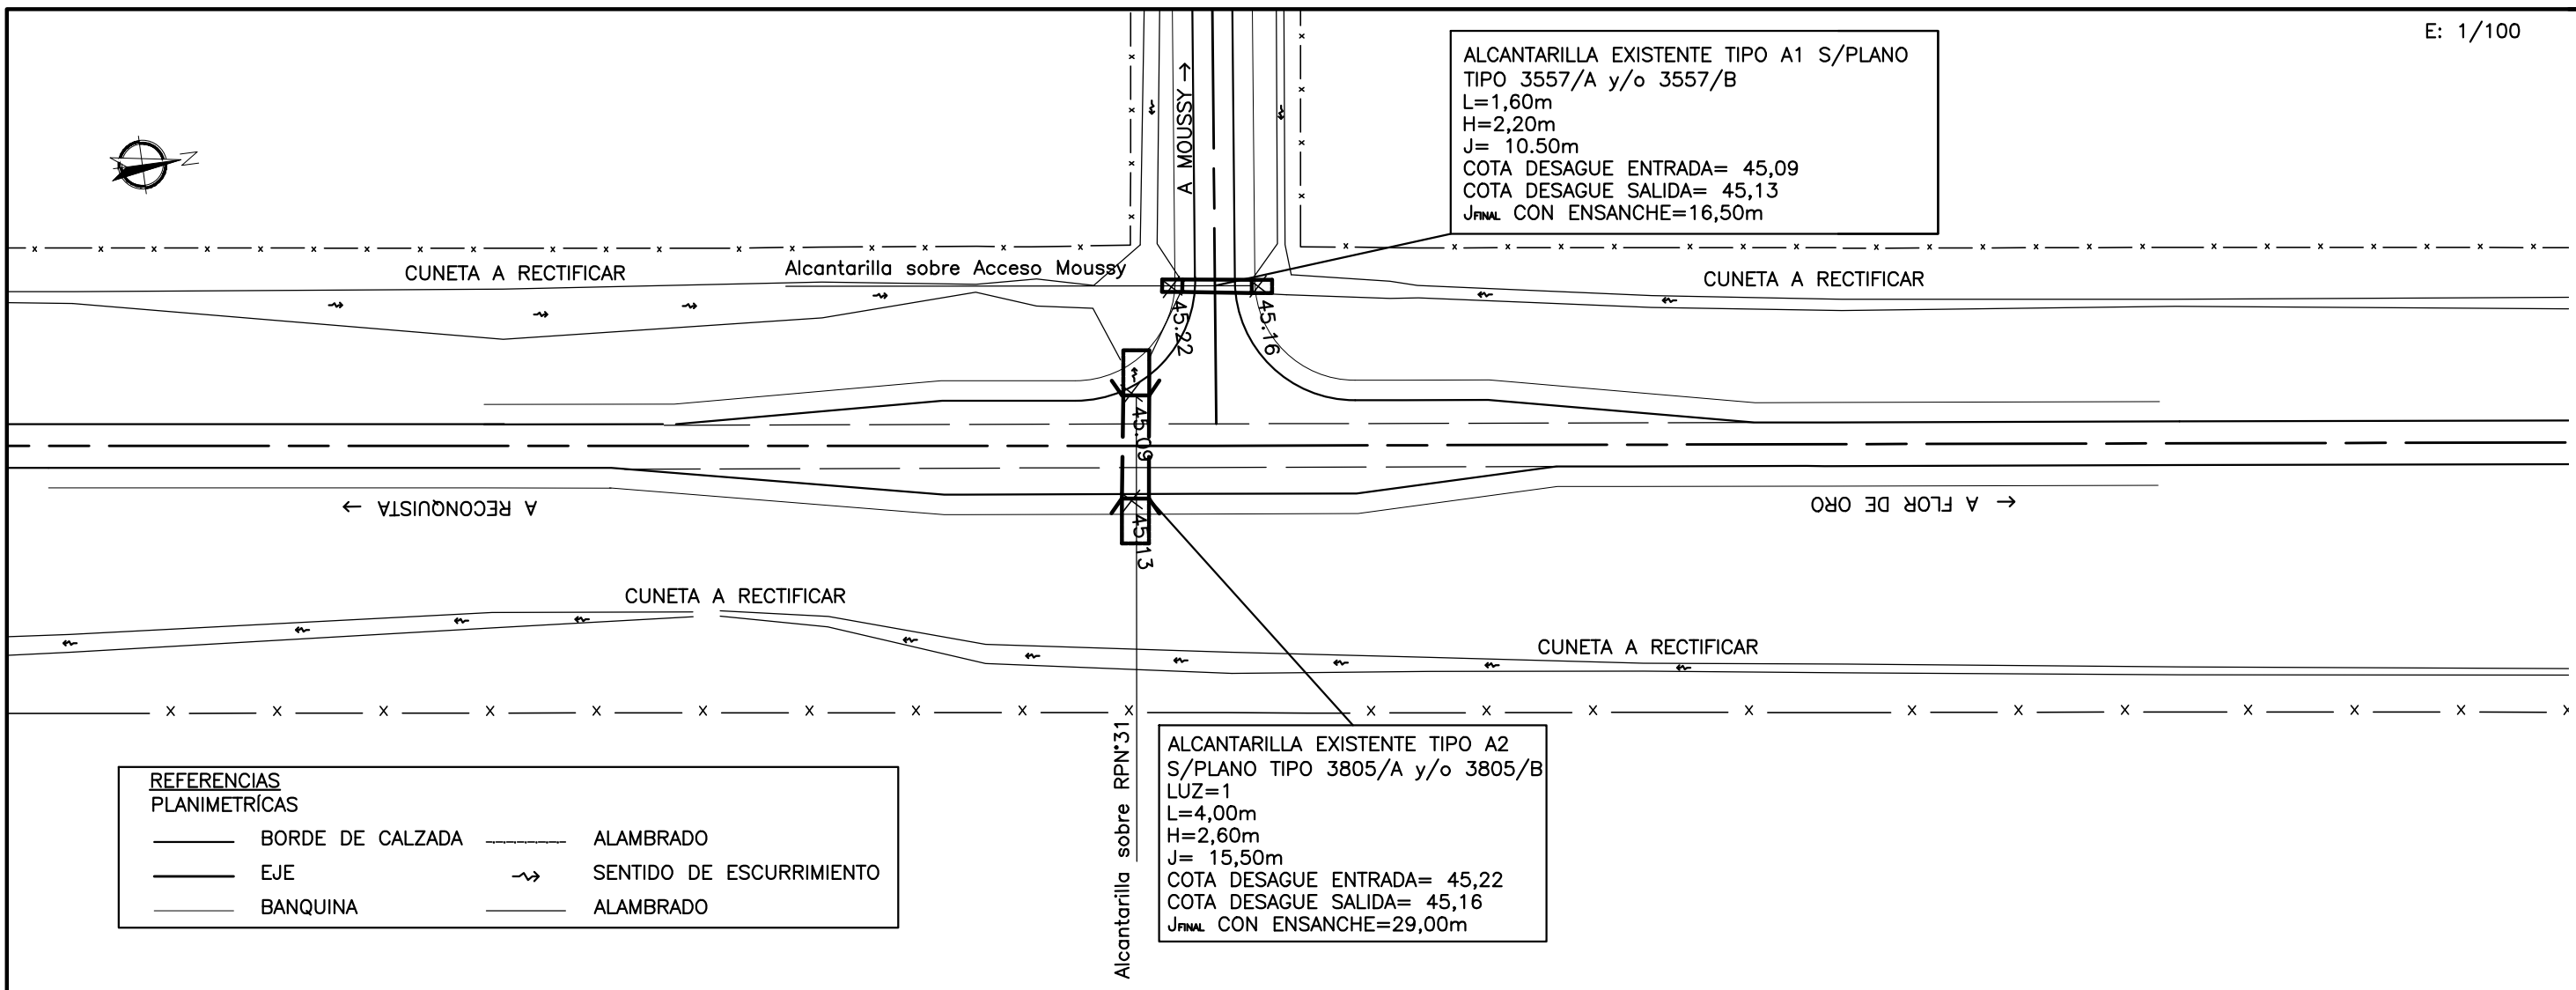 E: 1/100
ALCANTARILLA EXISTENTE TIPO A1 S/PLANO
TIPO 3557/A y/o 3557/B
L=1,60m
H=2,20m
J= 10.50m
COTA DESAGUE ENTRADA= 45,09
COTA DESAGUE SALIDA= 45,13
JFINAL CON ENSANCHE=16,50m
A MOUSSY →
N
CUNETA A RECTIFICAR
Alcantarilla sobre Acceso Moussy
CUNETA A RECTIFICAR
45.22
45.16
45.09
45.13
A RECONQUISTA →
← A FLOR DE ORO
CUNETA A RECTIFICAR
CUNETA A RECTIFICAR
Alcantarilla sobre RPN°31
ALCANTARILLA EXISTENTE TIPO A2
S/PLANO TIPO 3805/A y/o 3805/B
LUZ=1
L=4,00m
H=2,60m
J= 15,50m
COTA DESAGUE ENTRADA= 45,22
COTA DESAGUE SALIDA= 45,16
JFINAL CON ENSANCHE=29,00m
REFERENCIAS
PLANIMETRÍCAS
BORDE DE CALZADA ALAMBRADO
EJE SENTIDO DE ESCURRIMIENTO
BANQUINA ALAMBRADO